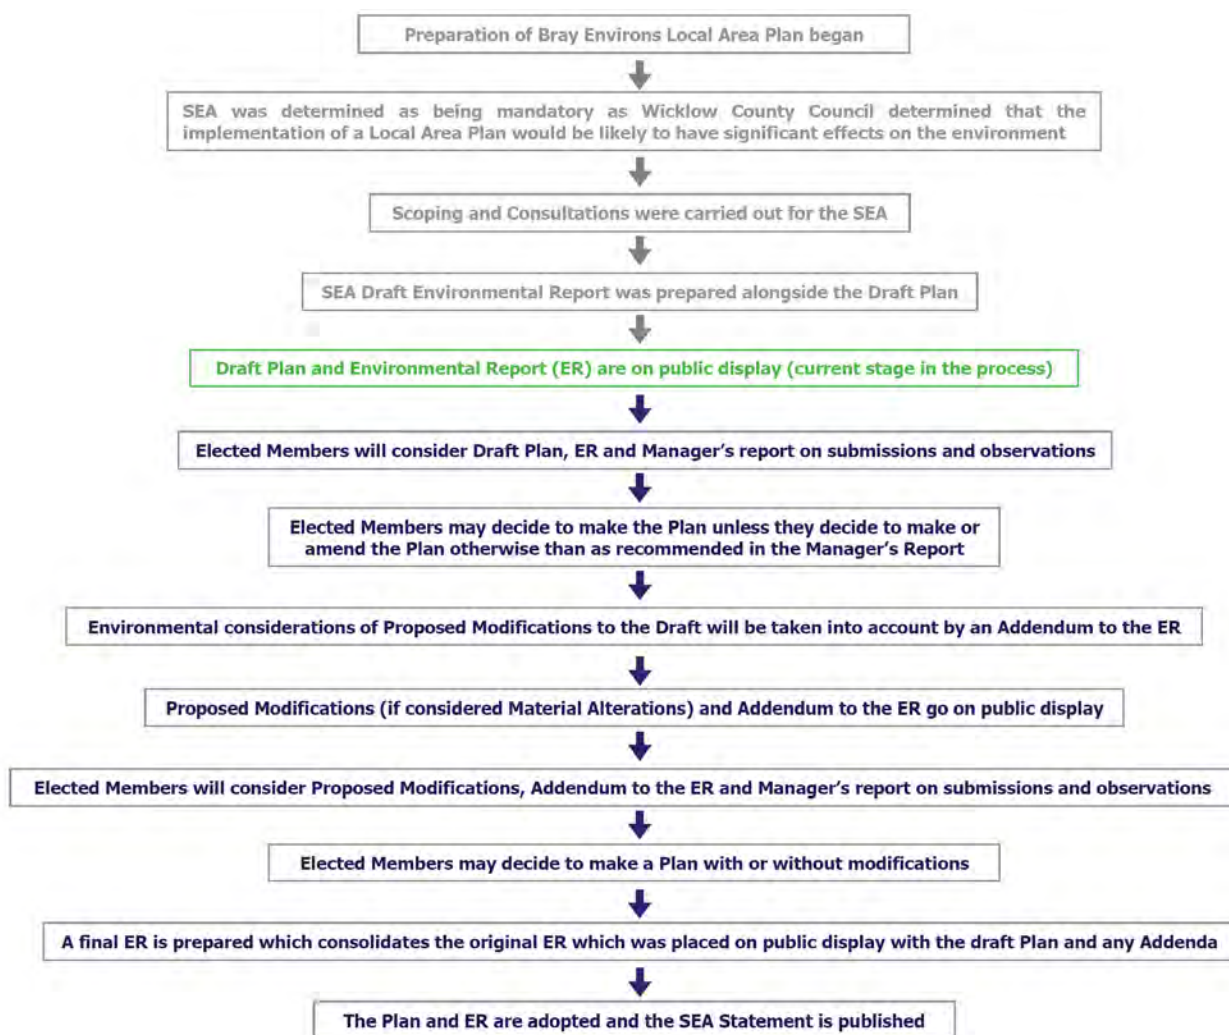 Preparation of Bray Environs Local Area Plan began
SEA was determined as being mandatory as Wicklow County Council determined that the
implementation of a Local Area Plan would be likely to have significant effects on the environment
Scoping and Consultations were carried out for the SEA
SEA Draft Environmental Report was prepared alongside the Draft Plan
Draft Plan and Environmental Report (ER) are on public display (current stage in the process)
Elected Members will consider Draft Plan, ER and Manager's report on submissions and observations
Elected Members may decide to make the Plan unless they decide to make or
amend the Plan otherwise than as recommended in the Manager's Report
Environmental considerations of Proposed Modifications to the Draft will be taken into account by an Addendum to the ER
Proposed Modifications (if considered Material Alterations) and Addendum to the ER go on public display
Elected Members will consider Proposed Modifications, Addendum to the ER and Manager's report on submissions and observations
Elected Members may decide to make a Plan with or without modifications
A final ER is prepared which consolidates the original ER which was placed on public display with the draft Plan and any Addenda
The Plan and ER are adopted and the SEA Statement is published